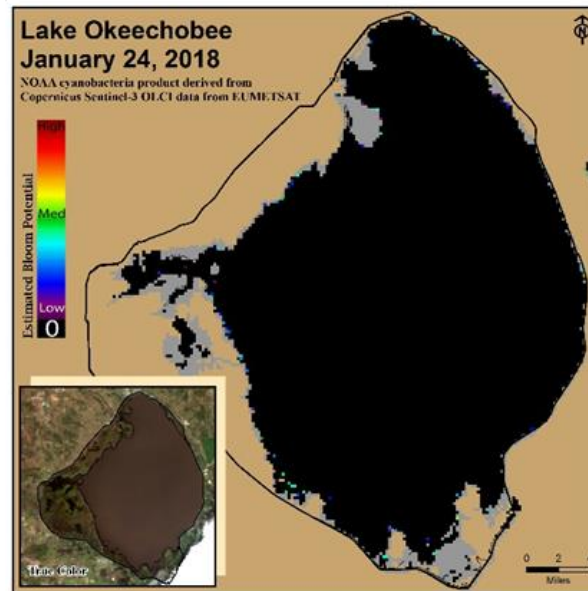 Lake Okeechobee
January 24, 2018
NOAA cyanobacteria product derived from
Copernicus Sentinel-3 OLCI data from EUMETSAT
N
High
Med
Low
0
Estimated Bloom Potential
True Color
0 2
Miles